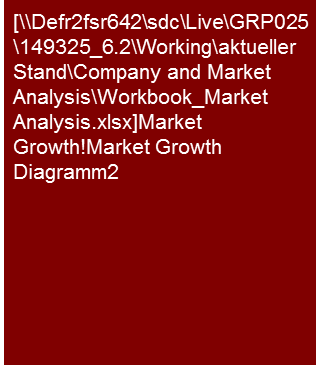 [\\Defr2fsr642\sdc\Live\GRP025
\149325_6.2\Working\aktueller
Stand\Company and Market
Analysis\Workbook_Market
Analysis.xlsx]Market
Growth!Market Growth
Diagramm2